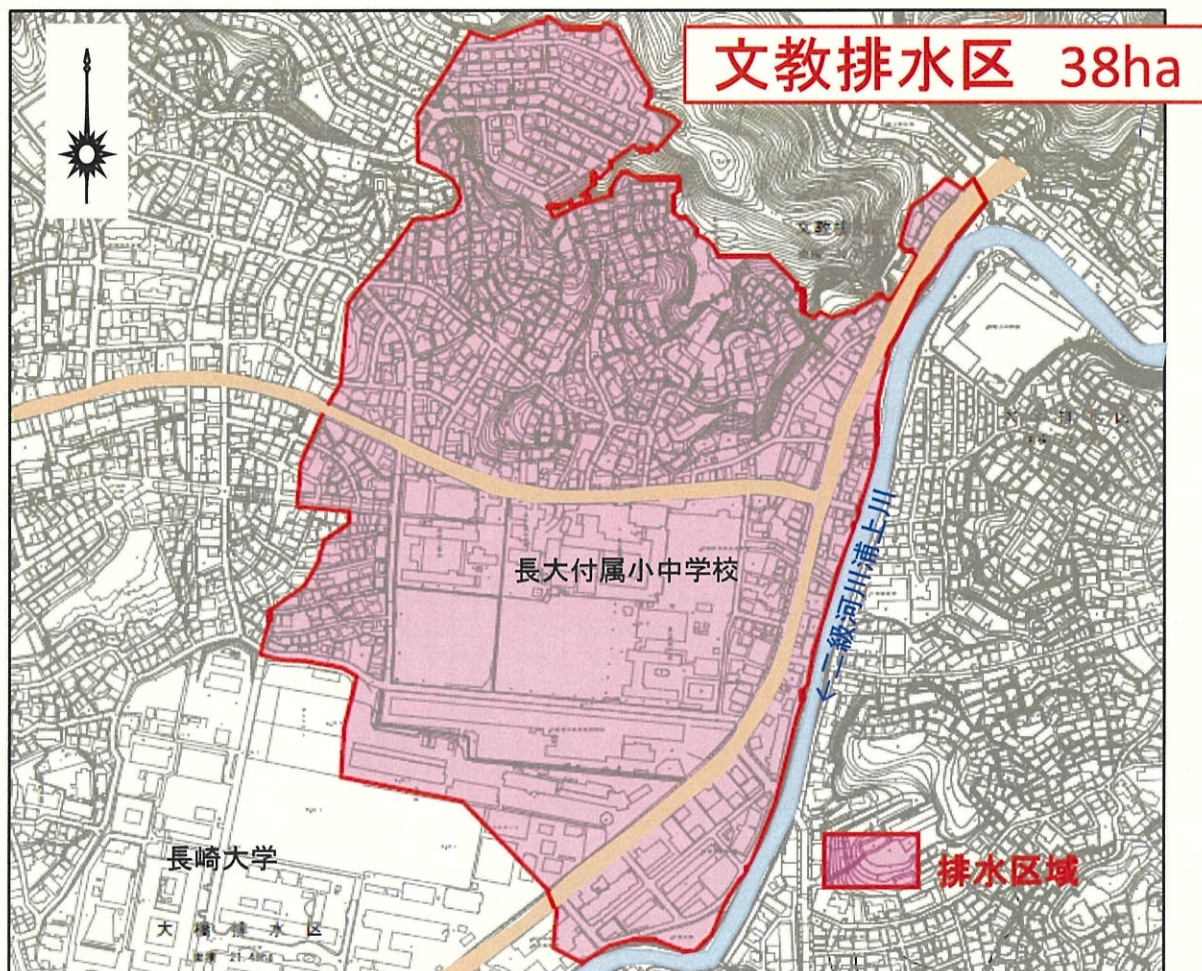 文教排水区 38ha
長大付属小中学校
←二級河川浦上川
排水区域
長崎大学
大橋排水区